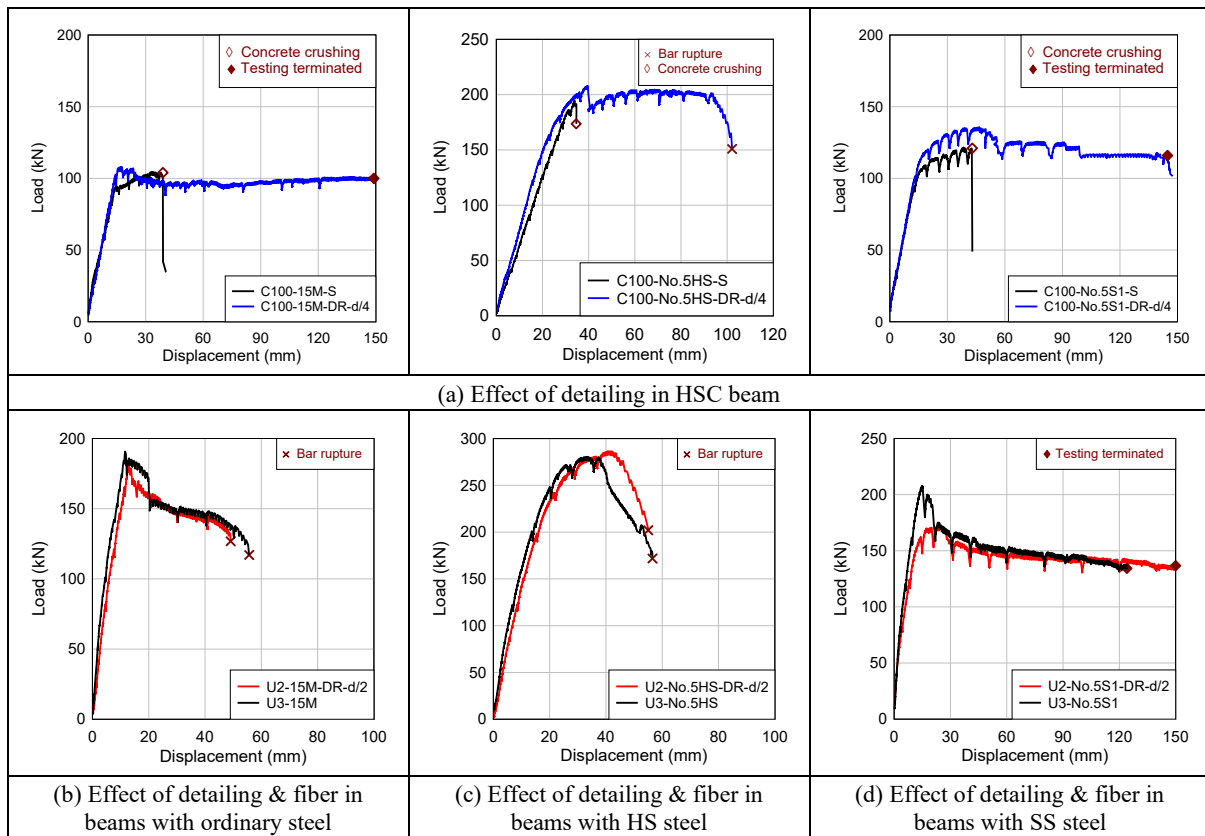 200
150
100
50
0
Load (kN)
Concrete crushing
Testing terminated
C100-15M-S
C100-15M-DR-d/4
0 30 60 90 120 150
Displacement (mm)
250
200
150
100
50
0
Load (kN)
Bar rupture
Concrete crushing
C100-No.5HS-S
C100-No.5HS-DR-d/4
0 20 40 60 80 100 120
Displacement (mm)
200
150
100
50
0
Load (kN)
Concrete crushing
Testing terminated
C100-No.5S1-S
C100-No.5S1-DR-d/4
0 30 60 90 120 150
Displacement (mm)
(a) Effect of detailing in HSC beam
200
150
100
50
0
Load (kN)
Bar rupture
U2-15M-DR-d/2
U3-15M
0 20 40 60 80 100
Displacement (mm)
300
250
200
150
100
50
0
Load (kN)
Bar rupture
U2-No.5HS-DR-d/2
U3-No.5HS
0 20 40 60 80 100
Displacement (mm)
250
200
150
100
50
0
Load (kN)
Testing terminated
U2-No.5S1-DR-d/2
U3-No.5S1
0 30 60 90 120 150
Displacement (mm)
(b) Effect of detailing & fiber in
beams with ordinary steel
(c) Effect of detailing & fiber in
beams with HS steel
(d) Effect of detailing & fiber in
beams with SS steel